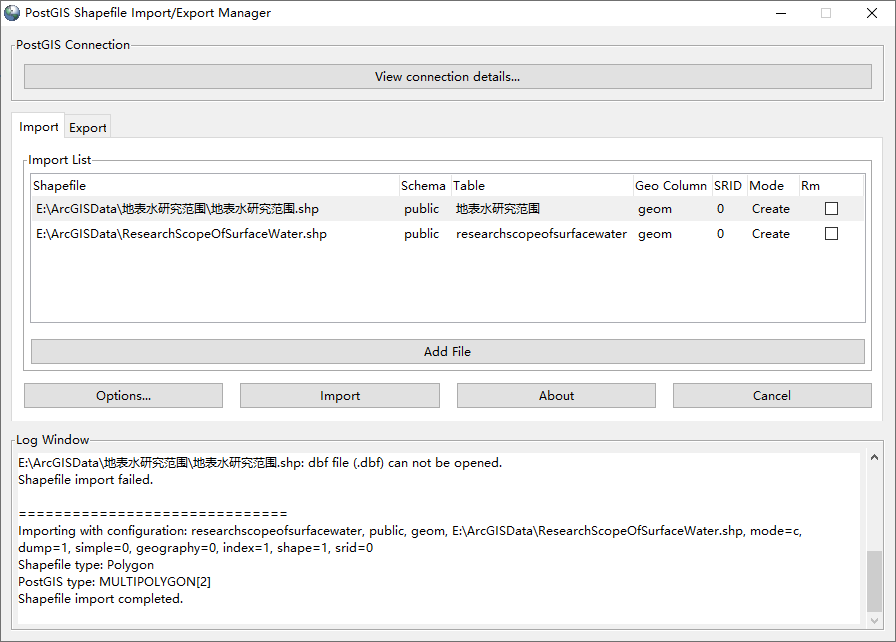 PostGIS Shapefile Import/Export Manager
PostGIS Connection
View connection details...
Import Export
Import List
Shapefile Schema Table Geo Column SRID Mode Rm
E:\ArcGISData\地表水研究范围\地表水研究范围.shp public 地表水研究范围 geom 0 Create
E:\ArcGISData\ResearchScopeOfSurfaceWater.shp public researchscopeofsurfacewater geom 0 Create
Add File
Options... Import About Cancel
Log Window
E:\ArcGISData\地表水研究范围\地表水研究范围.shp: dbf file (.dbf) can not be opened.
Shapefile import failed.
==============================
Importing with configuration: researchscopeofsurfacewater, public, geom, E:\ArcGISData\ResearchScopeOfSurfaceWater.shp, mode=c,
dump=1, simple=0, geography=0, index=1, shape=1, srid=0
Shapefile type: Polygon
PostGIS type: MULTIPOLYGON[2]
Shapefile import completed.